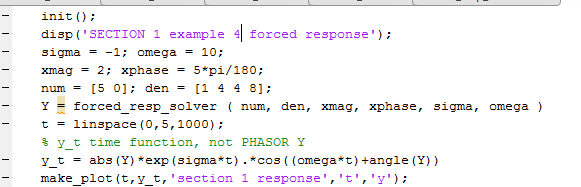 init();
disp('SECTION 1 example 4 forced response');
sigma = -1; omega = 10;
xmag = 2; xphase = 5*pi/180;
num = [5 0]; den = [1 4 4 8];
Y = forced_resp_solver ( num, den, xmag, xphase, sigma, omega )
t = linspace(0,5,1000);
% y_t time function, not PHASOR Y
y_t = abs(Y)*exp(sigma*t).*cos((omega*t)+angle(Y))
make_plot(t,y_t,'section 1 response','t','y');